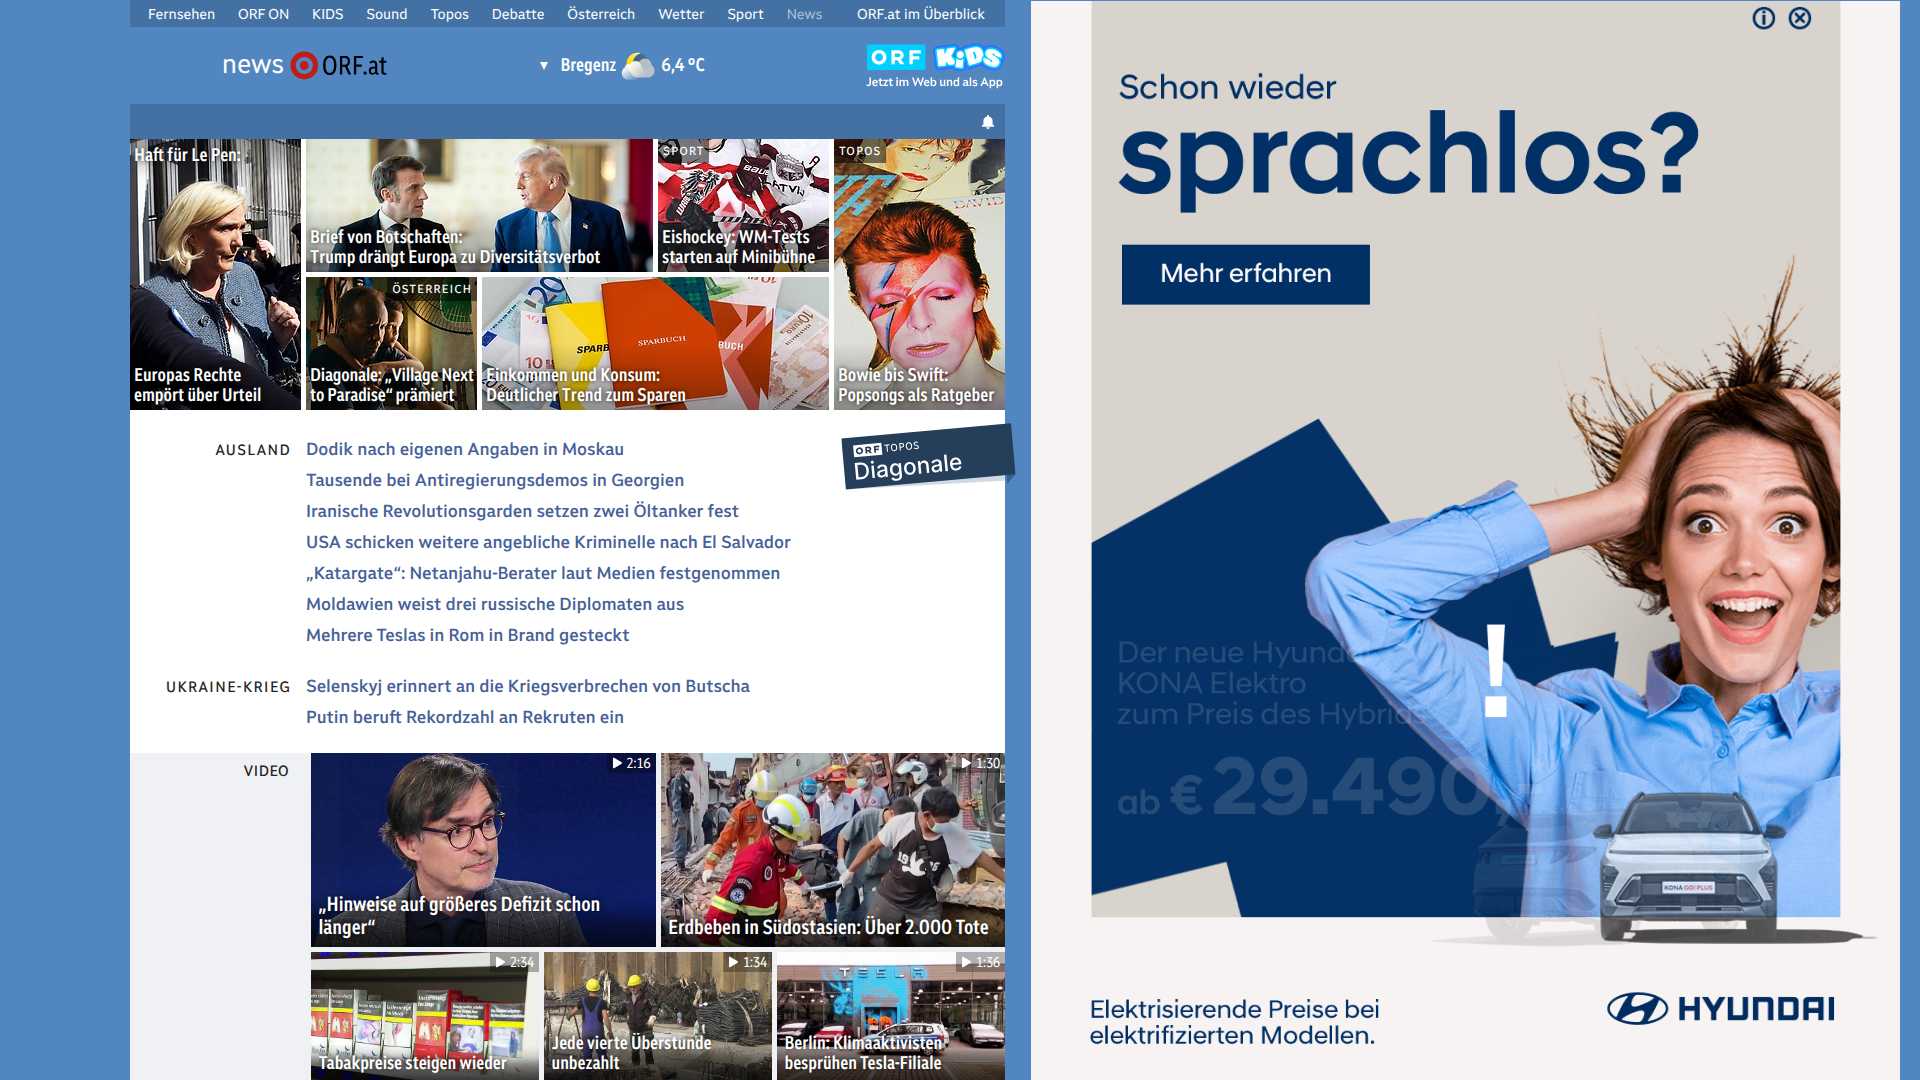 Fernsehen ORF ON KIDS Sound Topos Debatte Österreich Wetter Sport News ORF.at im Überblick
news ORF.at
Bregenz 6,4 °C
ORF KiDS
Jetzt im Web und als App
Haft für Le Pen:
Europas Rechte
empört über Urteil
Brief von Botschaften:
Trump drängt Europa zu Diversitätsverbot
SPORT
Eishockey: WM-Tests
starten auf Minibühne
TOPOS
DAVID
Bowie bis Swift:
Popsongs als Ratgeber
ÖSTERREICH
Diagonale: „Village Next
to Paradise“ prämiert
SPARBUCH
BUCH
Einkommen und Konsum:
Deutlicher Trend zum Sparen
AUSLAND
Dodik nach eigenen Angaben in Moskau
Tausende bei Antiregierungsdemos in Georgien
Iranische Revolutionsgarden setzen zwei Öltanker fest
USA schicken weitere angebliche Kriminelle nach El Salvador
„Katargate“: Netanjahu-Berater laut Medien festgenommen
Moldawien weist drei russische Diplomaten aus
Mehrere Teslas in Rom in Brand gesteckt
ORF TOPOS
Diagonale
UKRAINE-KRIEG
Selenskyj erinnert an die Kriegsverbrechen von Butscha
Putin beruft Rekordzahl an Rekruten ein
VIDEO
2:16
„Hinweise auf größeres Defizit schon
länger“
1:30
Erdbeben in Südostasien: Über 2.000 Tote
2:34
Tabakpreise steigen wieder
1:34
Jede vierte Überstunde
unbezahlt
1:36
Berlin: Klimaaktivisten
besprühen Tesla-Filiale
Schon wieder
sprachlos?
Mehr erfahren
!
Der neue Hyundai
KONA Elektro
zum Preis des Hybrids
ab € 29.490,
KONA GO! PLUS
Elektrisierende Preise bei
elektrifizierten Modellen.
HYUNDAI